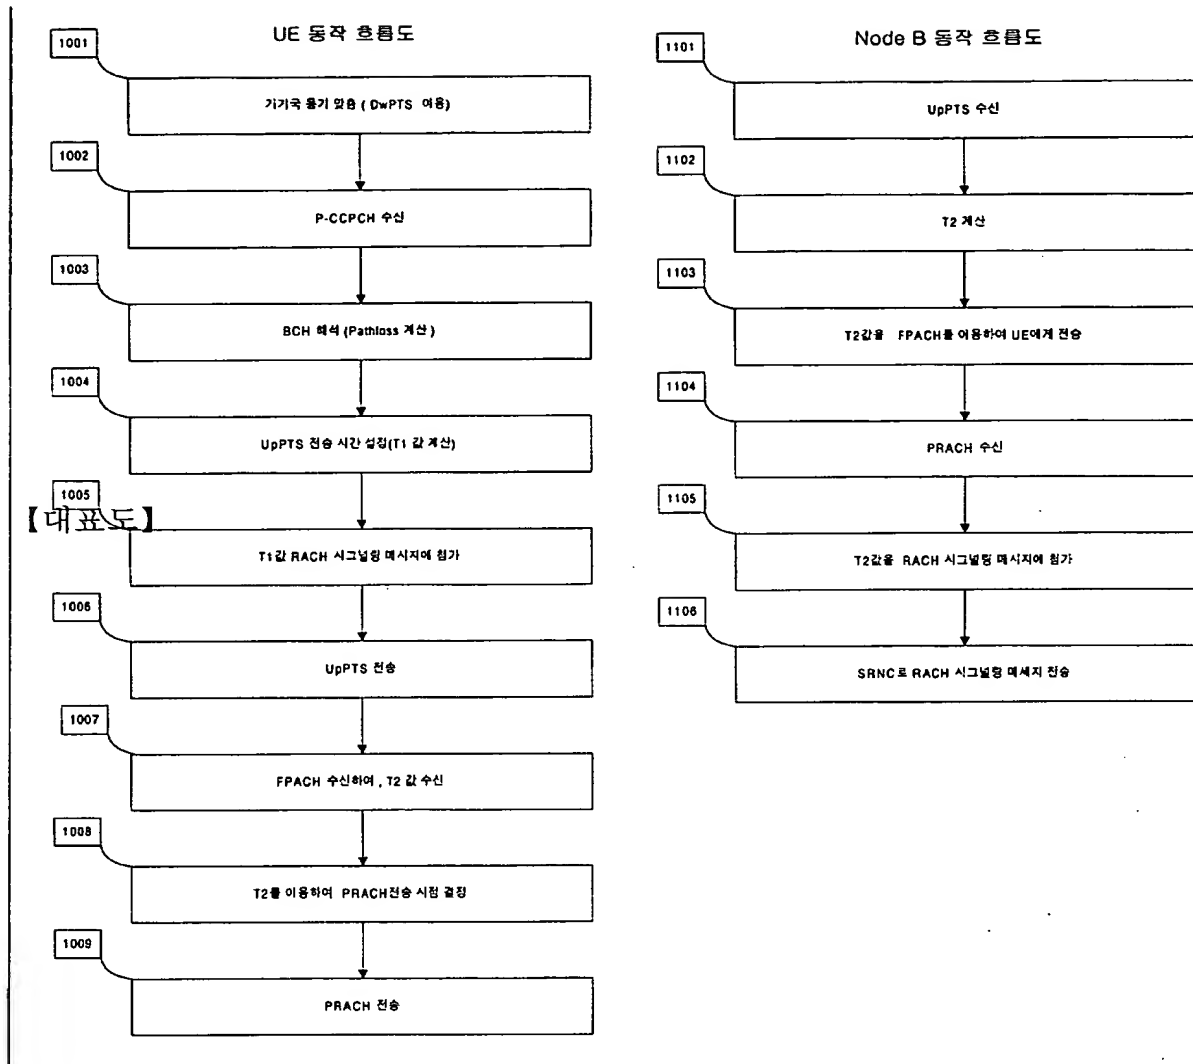 UE 동작 흐름도
1001
기기국 동기 맞춤 ( DwPTS 이용)
1002
P-CCPCH 수신
1003
BCH 해석 (Pathloss 계산 )
1004
UpPTS 전송 시간 설정(T1 값 계산)
1005
【대표도】
T1값 RACH 시그널링 메시지에 첨가
1006
UpPTS 전송
1007
FPACH 수신하여 , T2 값 수신
1008
T2를 이용하여 PRACH전송 시점 결정
1009
PRACH 전송
Node B 동작 흐름도
1101
UpPTS 수신
1102
T2 계산
1103
T2값을 FPACH를 이용하여 UE에게 전송
1104
PRACH 수신
1105
T2값을 RACH 시그널링 메시지에 첨가
1106
SRNC로 RACH 시그널링 메세지 전송